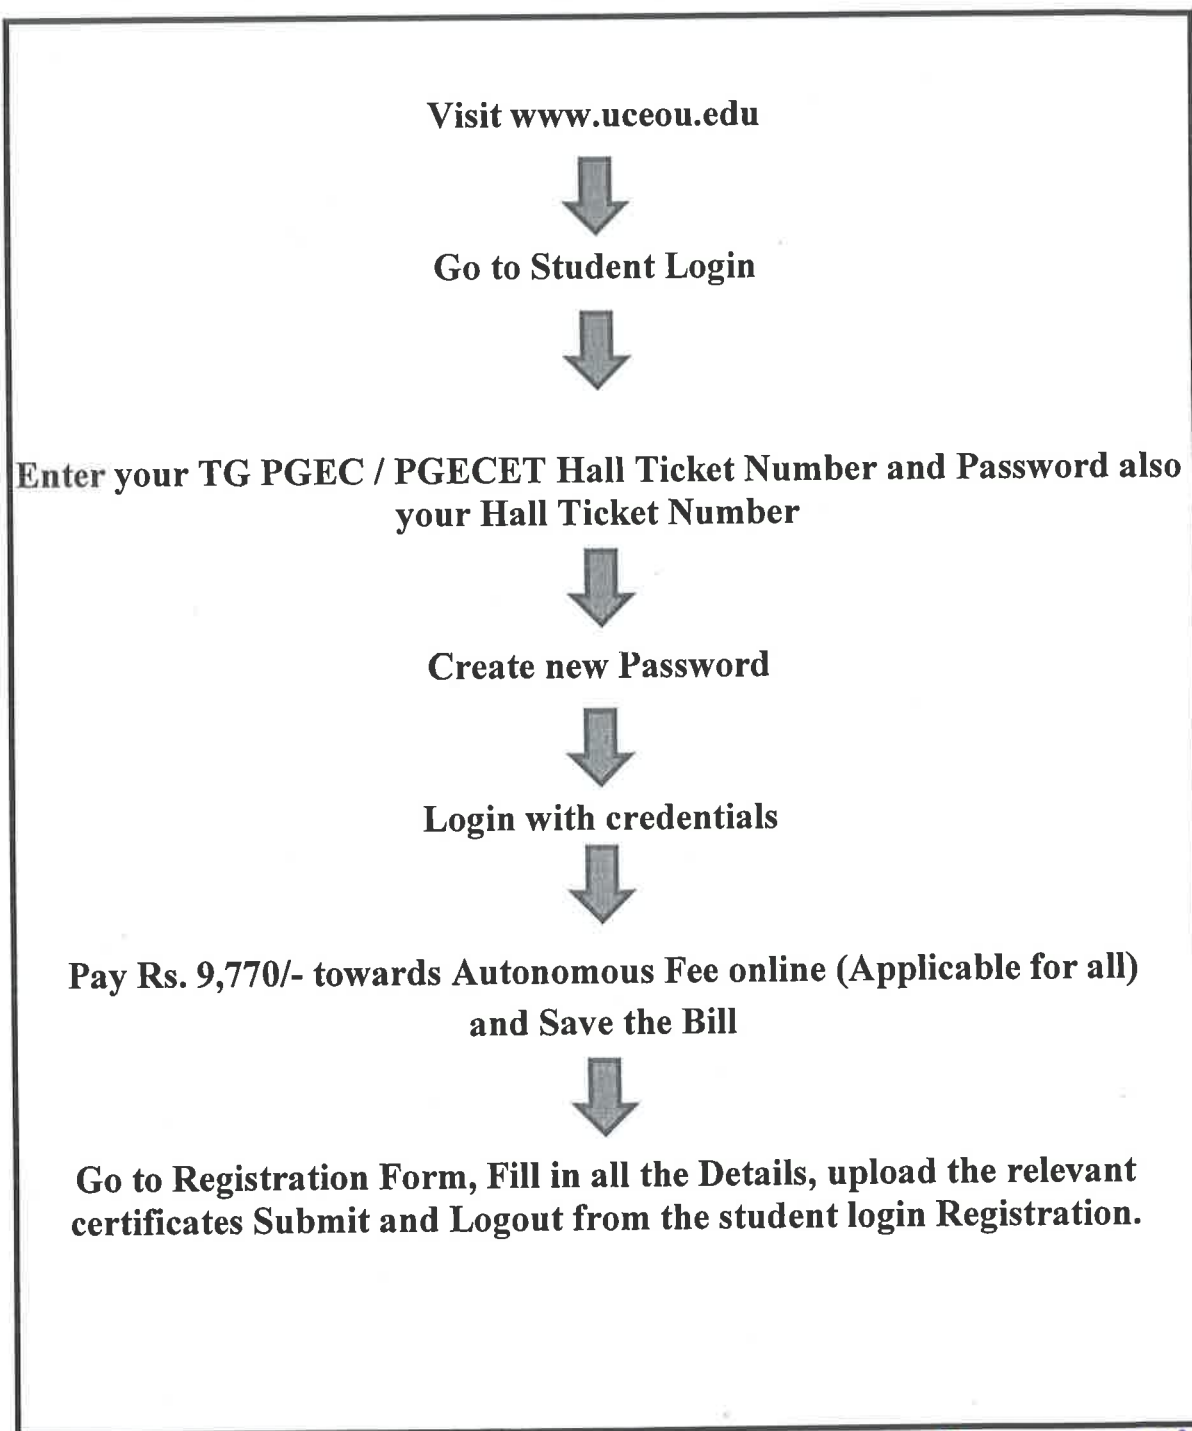 Visit www.uceou.edu
Go to Student Login
Enter your TG PGEC / PGECET Hall Ticket Number and Password also
your Hall Ticket Number
Create new Password
Login with credentials
Pay Rs. 9,770/- towards Autonomous Fee online (Applicable for all)
and Save the Bill
Go to Registration Form, Fill in all the Details, upload the relevant
certificates Submit and Logout from the student login Registration.